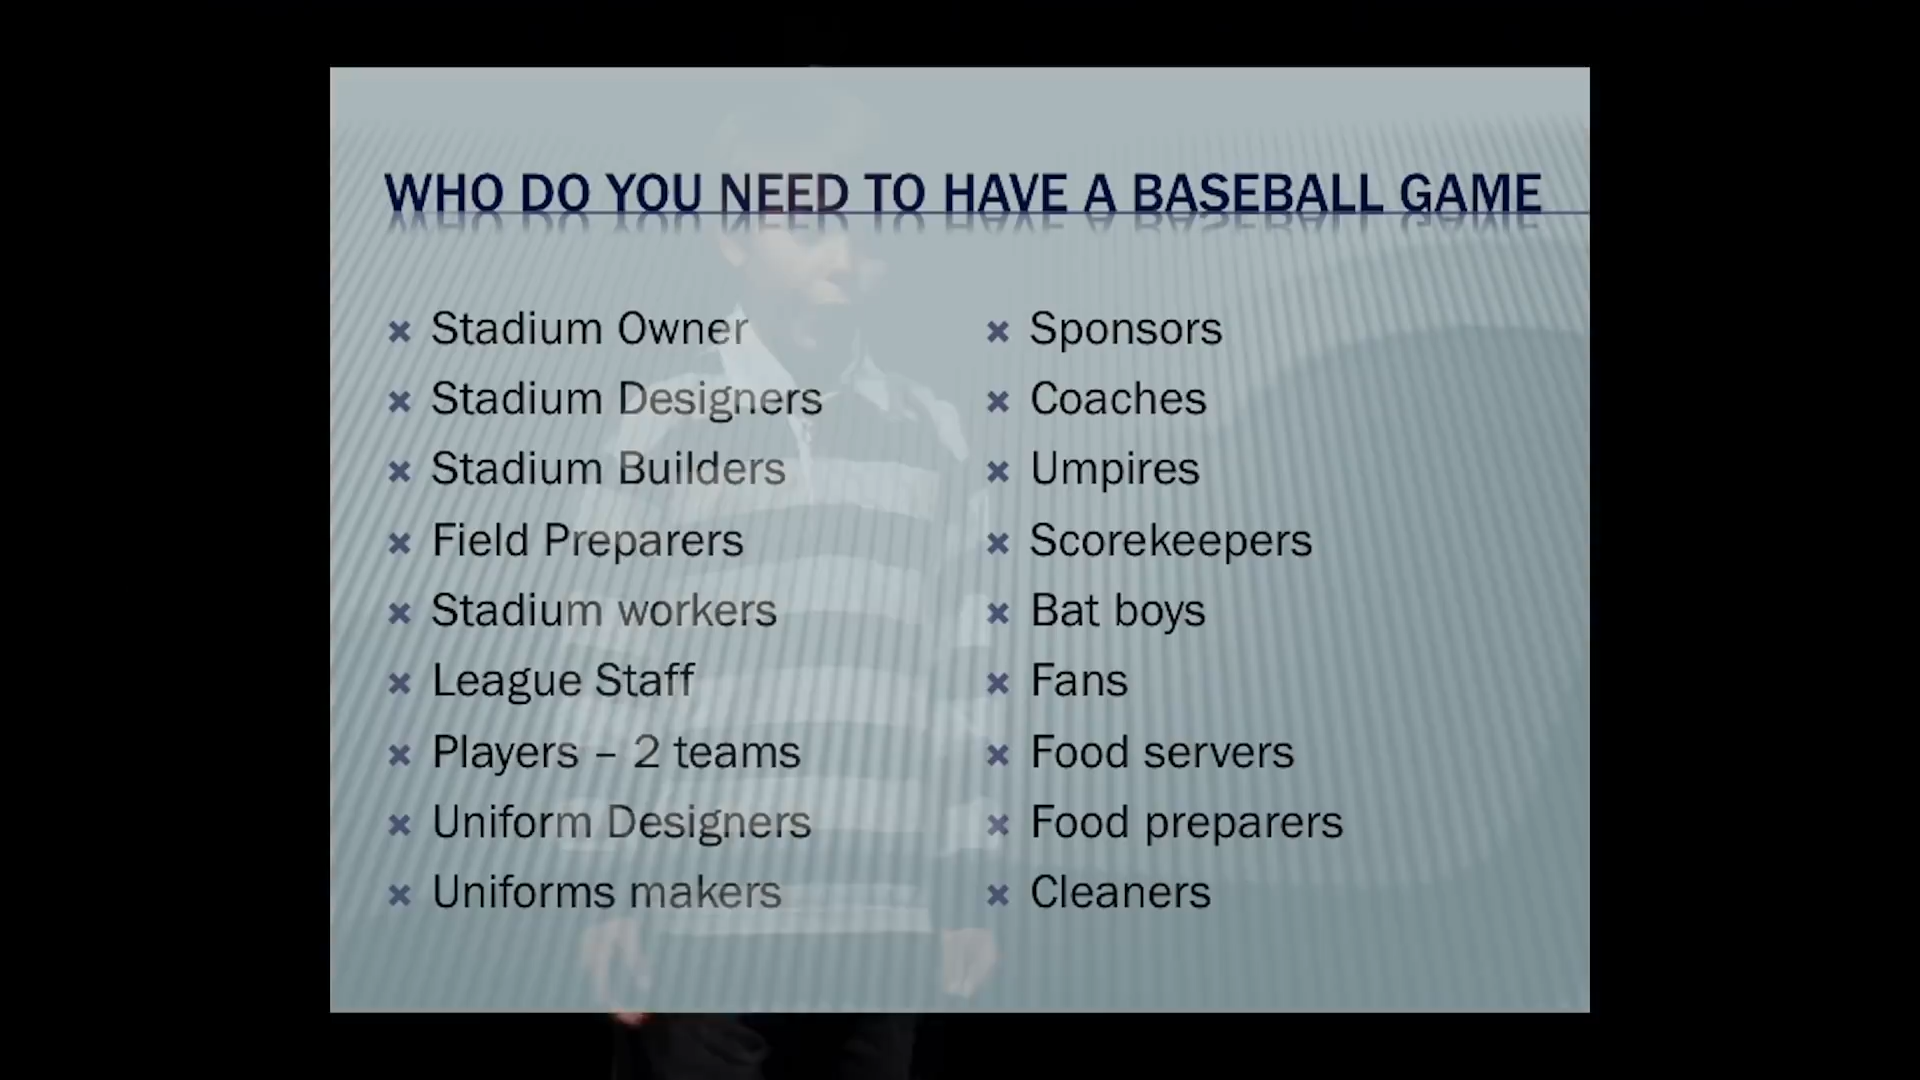 WHO DO YOU NEED TO HAVE A BASEBALL GAME
Stadium Owner
Stadium Designers
Stadium Builders
Field Preparers
Stadium workers
League Staff
Players – 2 teams
Uniform Designers
Uniforms makers
Sponsors
Coaches
Umpires
Scorekeepers
Bat boys
Fans
Food servers
Food preparers
Cleaners